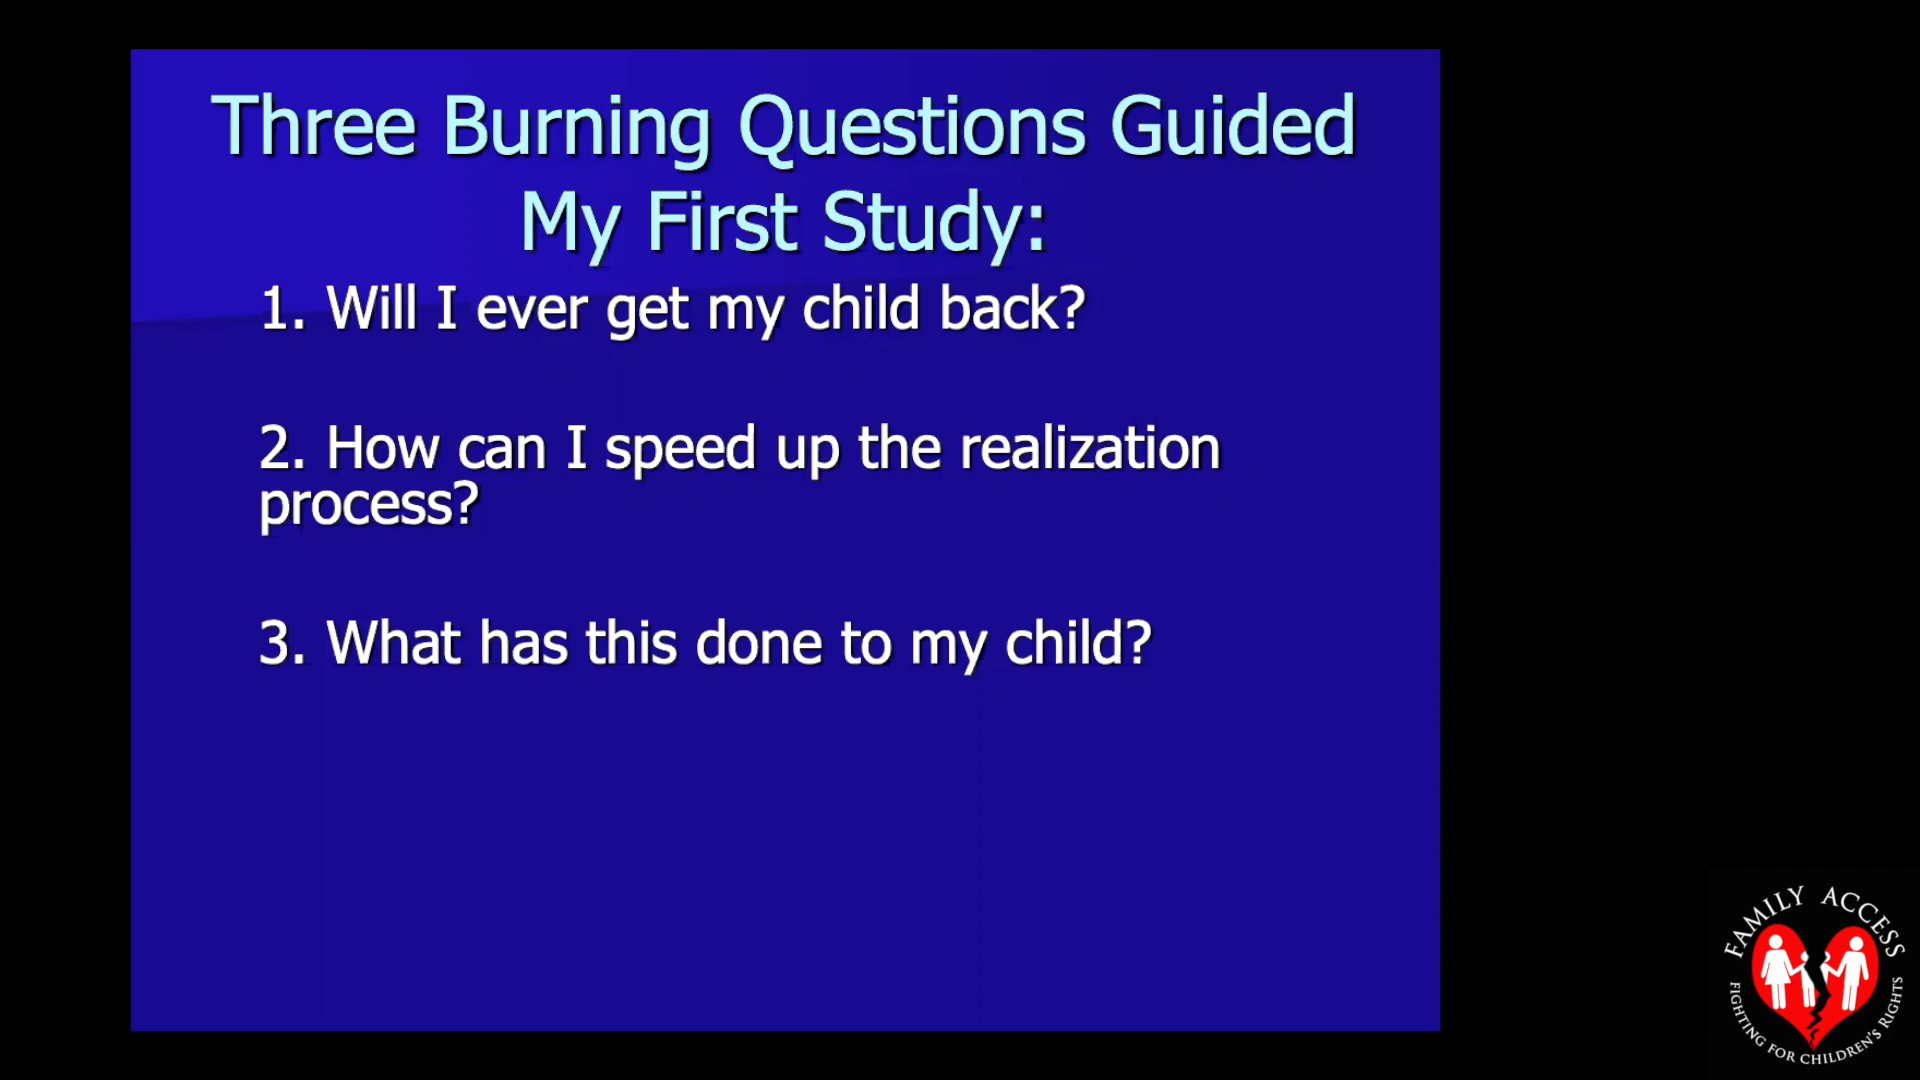 Three Burning Questions Guided
My First Study:
1. Will I ever get my child back?
2. How can I speed up the realization
process?
3. What has this done to my child?
FAMILY ACCESS
FIGHTING FOR CHILDREN'S RIGHTS